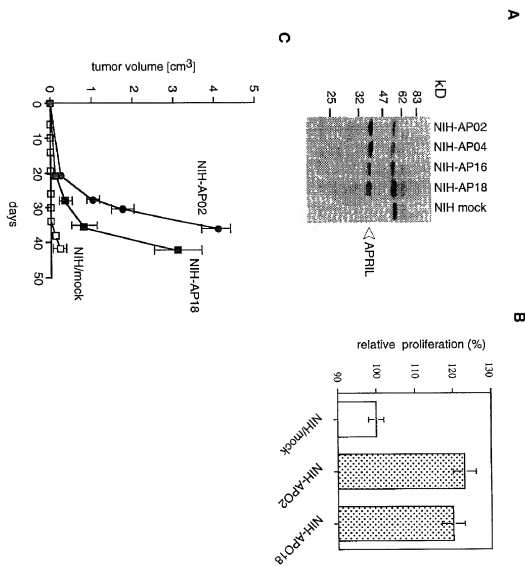 A
kD
83
62
47
32
25
NIH-AP02
NIH-AP04
NIH-AP16
NIH-AP18
NIH mock
APRIL
B
relative proliferation (%)
130
120
110
100
90
NIH/mock
NIH-APO2
NIH-APO18
C
tumor volume [cm3]
5
4
3
2
1
0
NIH-AP02
NIH-AP18
NIH/mock
0
10
20
30
40
50
days